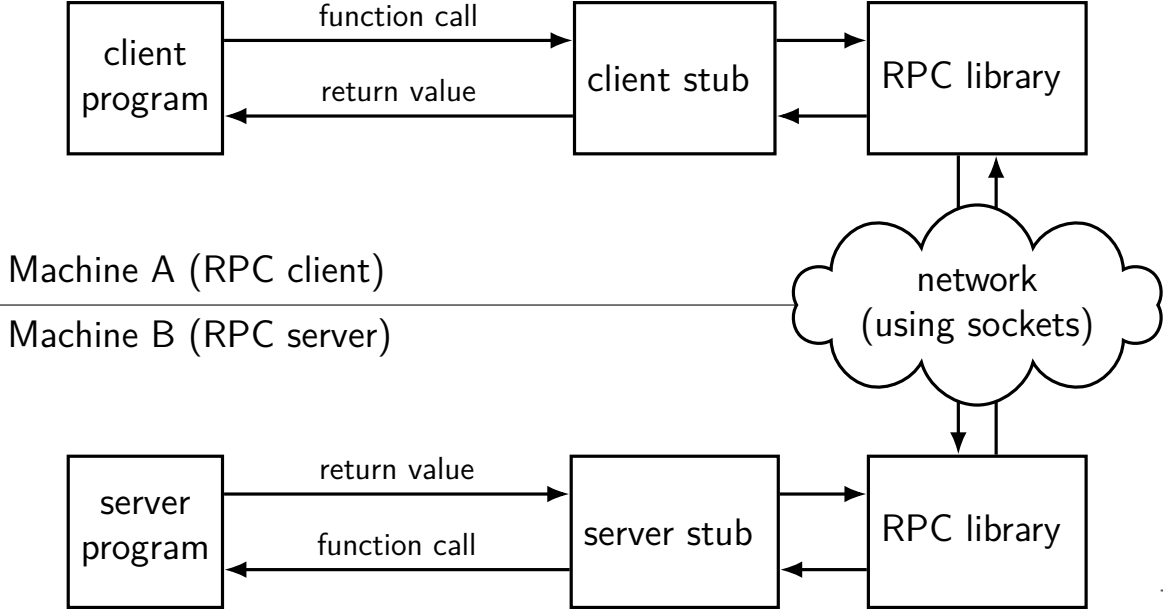 function call
client
program
return value
client stub
RPC library
Machine A (RPC client)
network
(using sockets)
Machine B (RPC server)
return value
server
program
function call
server stub
RPC library